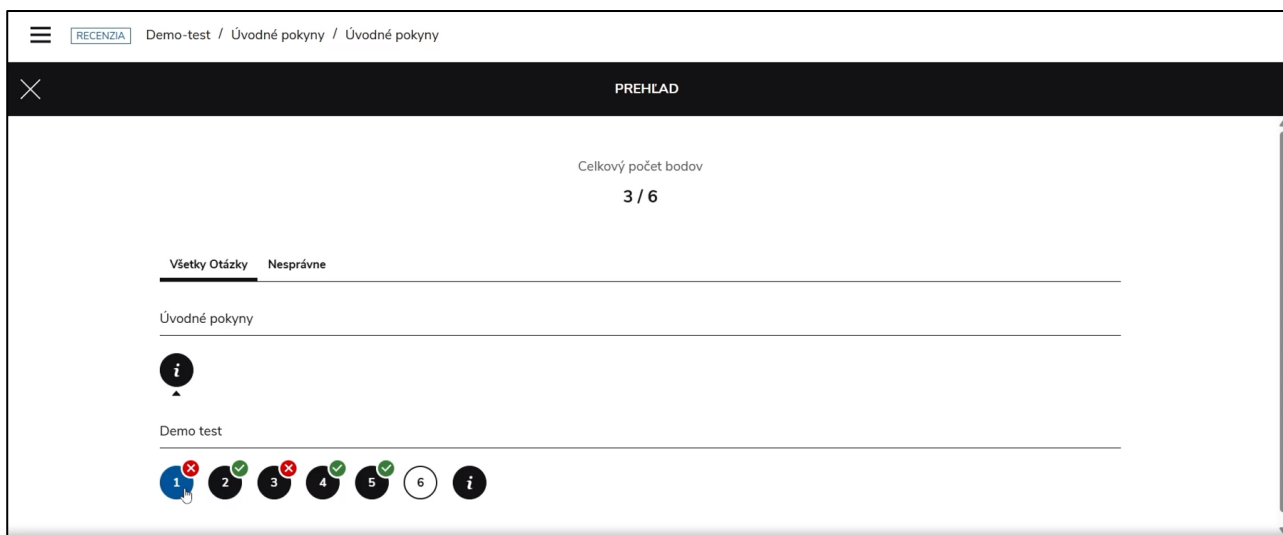 RECENZIA Demo-test / Úvodné pokyny / Úvodné pokyny
PREHĽAD
Celkový počet bodov
3 / 6
Všetky Otázky Nesprávne
Úvodné pokyny
i
Demo test
1 2 3 4 5 6 i